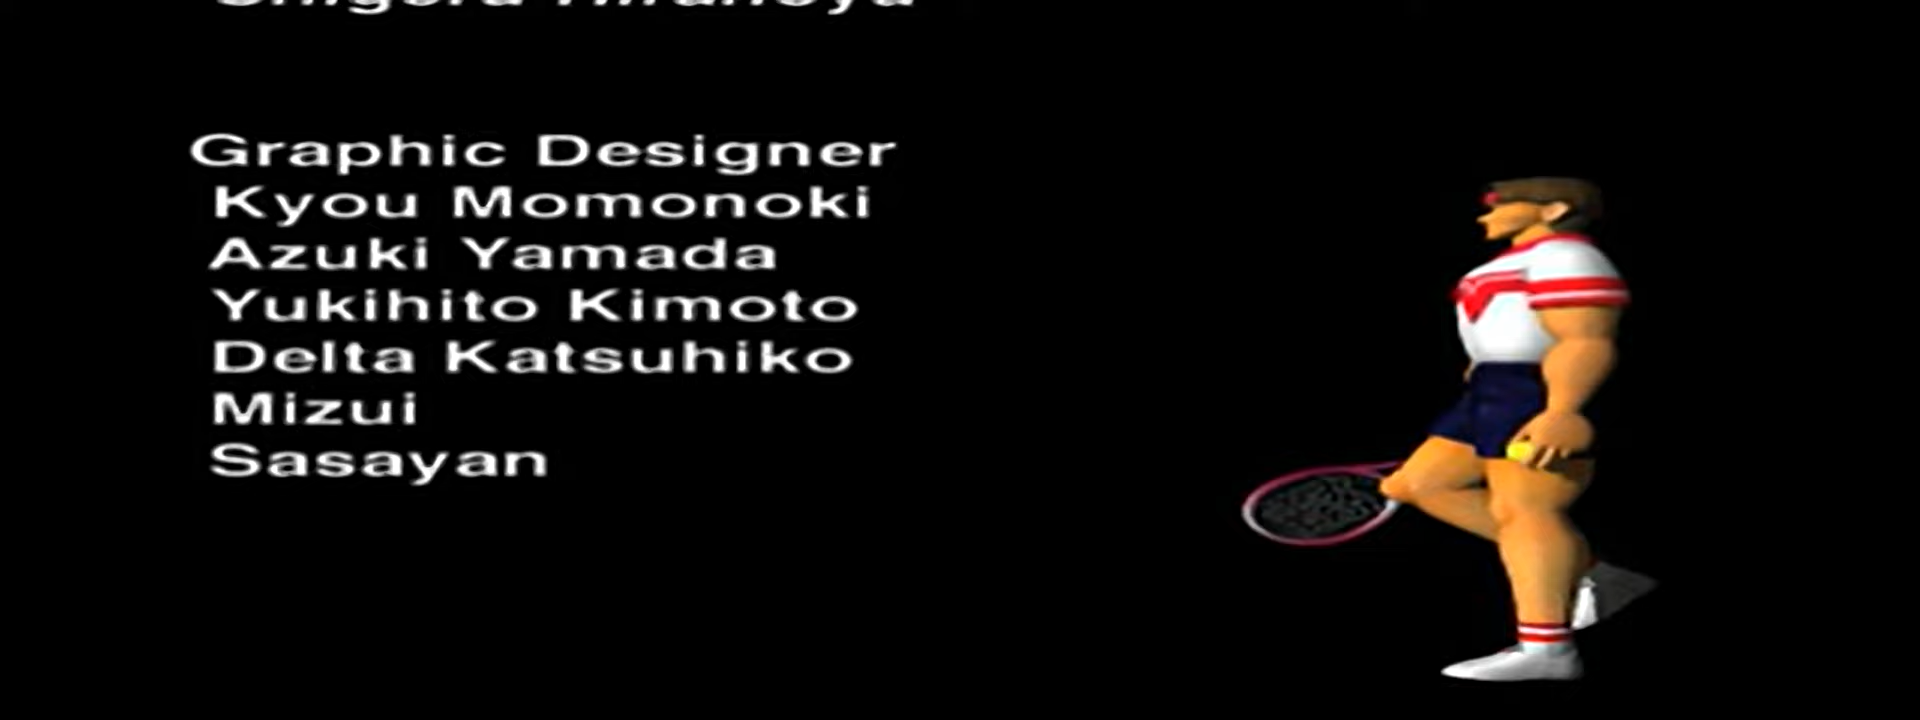 Graphic Designer
Kyou Momonoki
Azuki Yamada
Yukihito Kimoto
Delta Katsuhiko
Mizui
Sasayan